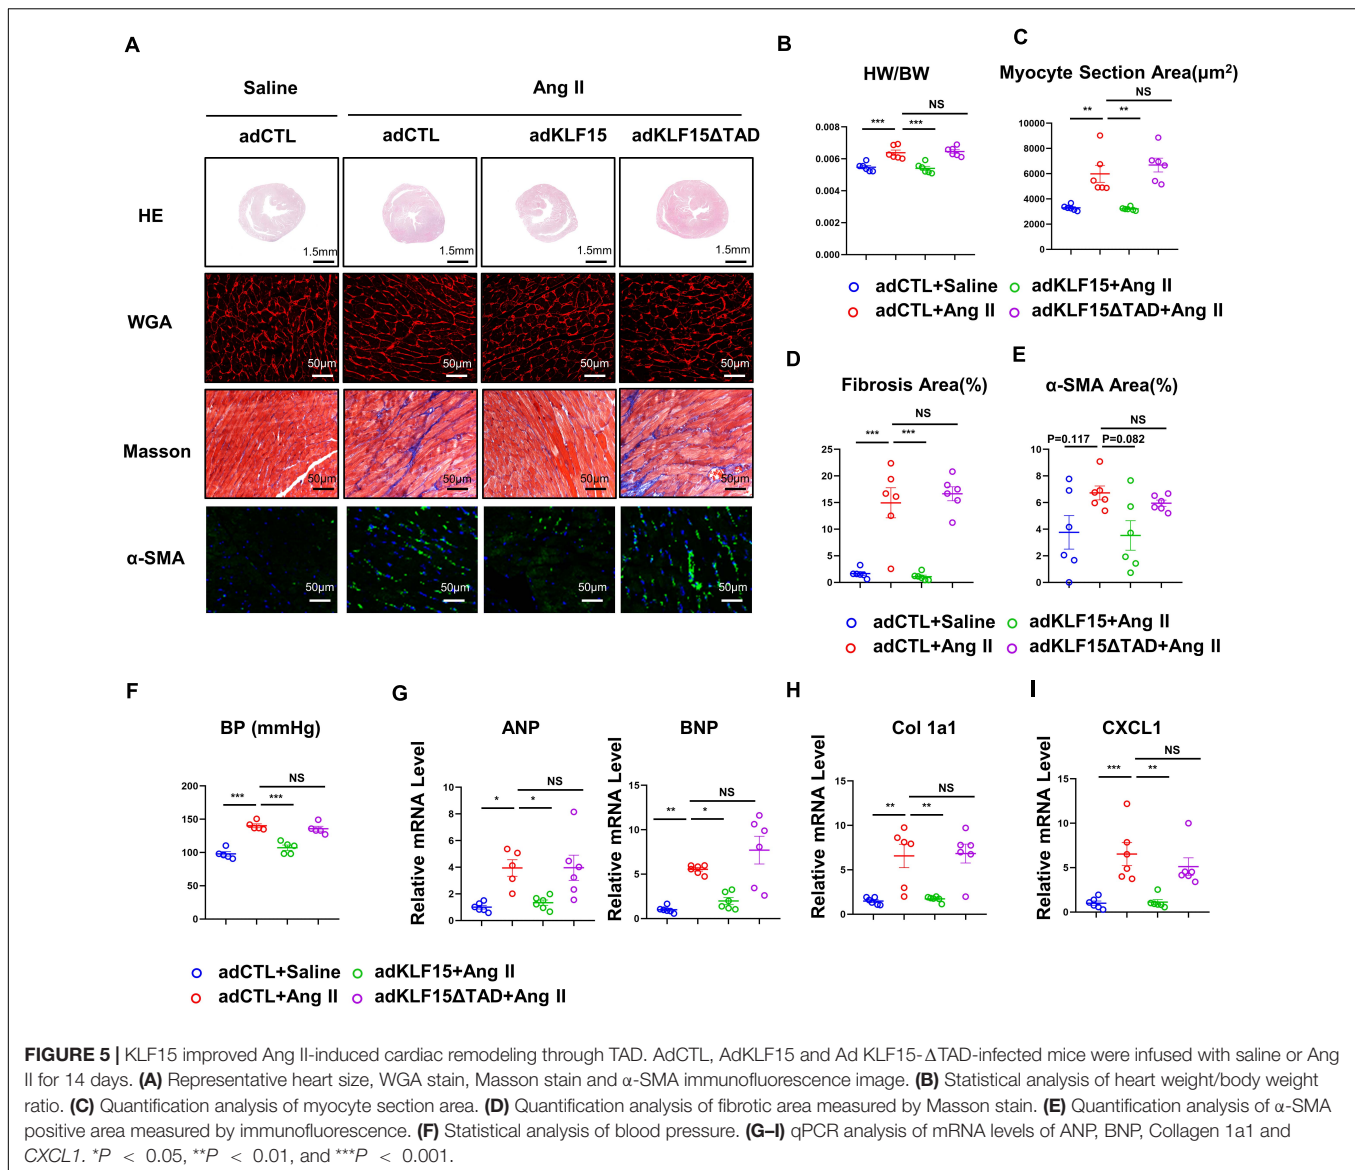 A
Saline
Ang II
adCTL
adCTL
adKLF15
adKLF15ΔTAD
HE
1.5mm
1.5mm
1.5mm
1.5mm
WGA
50μm
50μm
50μm
50μm
Masson
50μm
50μm
50μm
50μm
α-SMA
50μm
50μm
50μm
50μm
B
HW/BW
NS
***
***
0.008
0.006
0.004
0.002
0.000
C
Myocyte Section Area(μm²)
NS
**
**
10000
8000
6000
4000
2000
0
adCTL+Saline
adKLF15+Ang II
adCTL+Ang II
adKLF15ΔTAD+Ang II
D
Fibrosis Area(%)
NS
***
***
25
20
15
10
5
0
E
α-SMA Area(%)
NS
P=0.117
P=0.082
10
8
6
4
2
0
adCTL+Saline
adKLF15+Ang II
adCTL+Ang II
adKLF15ΔTAD+Ang II
F
BP (mmHg)
NS
***
***
200
150
100
50
0
G
ANP
Relative mRNA Level
NS
*
*
10
8
6
4
2
0
BNP
Relative mRNA Level
NS
**
*
15
10
5
0
H
Col 1a1
Relative mRNA Level
NS
**
**
15
10
5
0
I
CXCL1
Relative mRNA Level
NS
***
**
15
10
5
0
adCTL+Saline
adKLF15+Ang II
adCTL+Ang II
adKLF15ΔTAD+Ang II
FIGURE 5 | KLF15 improved Ang II-induced cardiac remodeling through TAD. AdCTL, AdKLF15 and Ad KLF15-ΔTAD-infected mice were infused with saline or Ang
II for 14 days. (A) Representative heart size, WGA stain, Masson stain and α-SMA immunofluorescence image. (B) Statistical analysis of heart weight/body weight
ratio. (C) Quantification analysis of myocyte section area. (D) Quantification analysis of fibrotic area measured by Masson stain. (E) Quantification analysis of α-SMA
positive area measured by immunofluorescence. (F) Statistical analysis of blood pressure. (G–I) qPCR analysis of mRNA levels of ANP, BNP, Collagen 1a1 and
CXCL1. *P < 0.05, **P < 0.01, and ***P < 0.001.